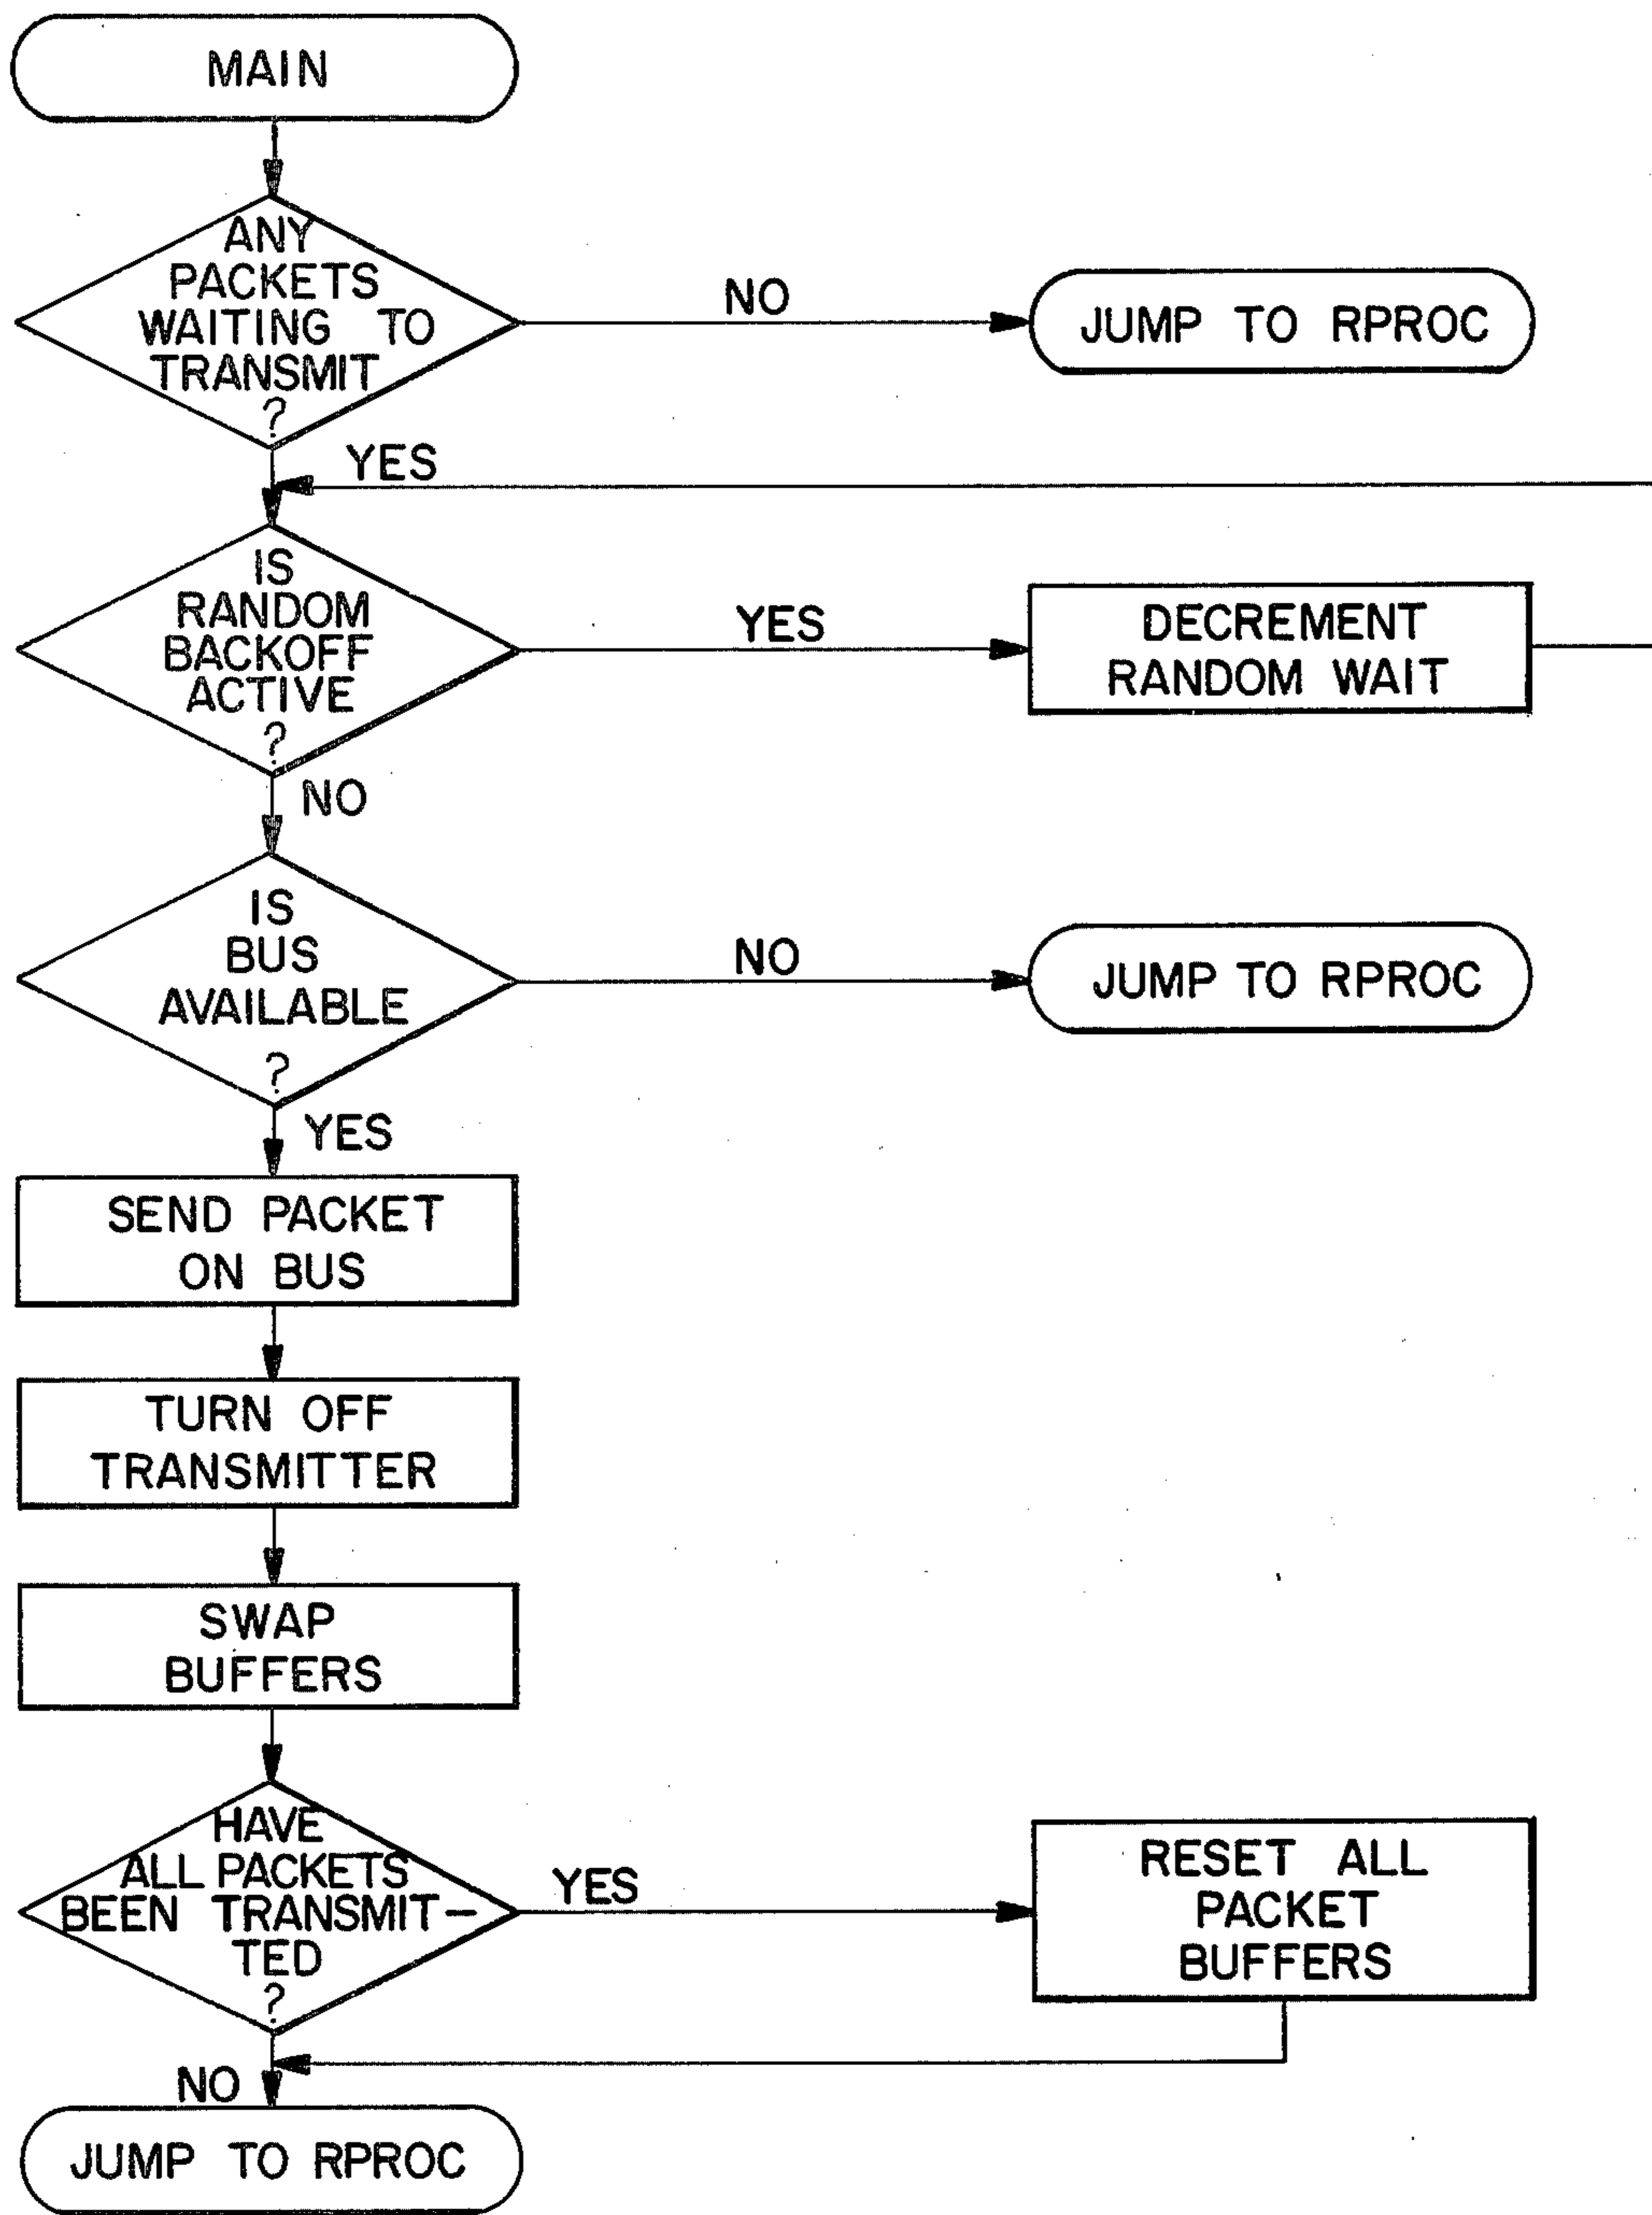 MAIN
ANY
PACKETS
WAITING TO
TRANSMIT
?
NO
JUMP TO RPROC
YES
IS
RANDOM
BACKOFF
ACTIVE
?
YES
DECREMENT
RANDOM WAIT
NO
IS
BUS
AVAILABLE
?
NO
JUMP TO RPROC
YES
SEND PACKET
ON BUS
TURN OFF
TRANSMITTER
SWAP
BUFFERS
HAVE
ALL PACKETS
BEEN TRANSMIT-
TED
?
YES
RESET ALL
PACKET
BUFFERS
NO
JUMP TO RPROC